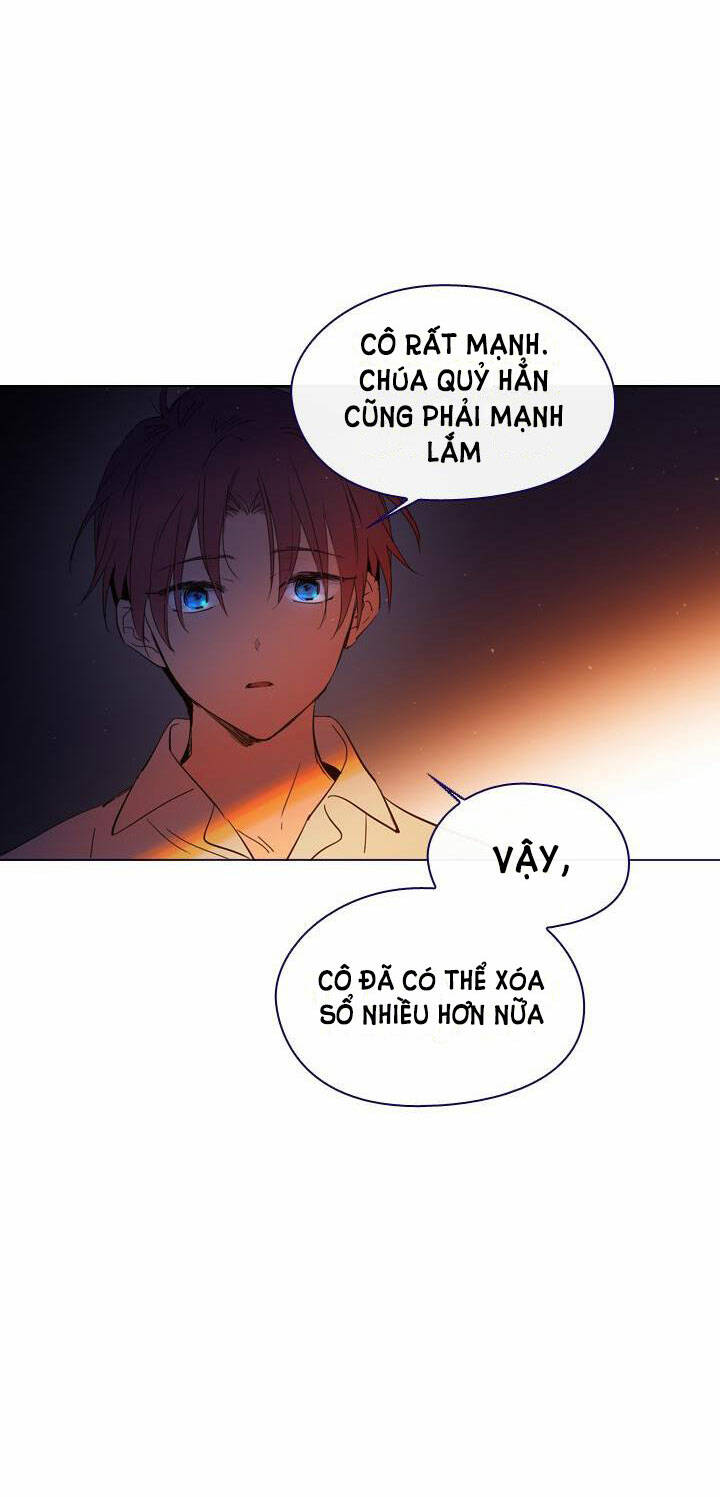 CÔ RẤT MẠNH.
CHÚA QUỶ HẲN
CŨNG PHẢI MẠNH
LẮM
VẬY,
CÔ ĐÃ CÓ THỂ XÓA
SỔ NHIỀU HƠN NỮA